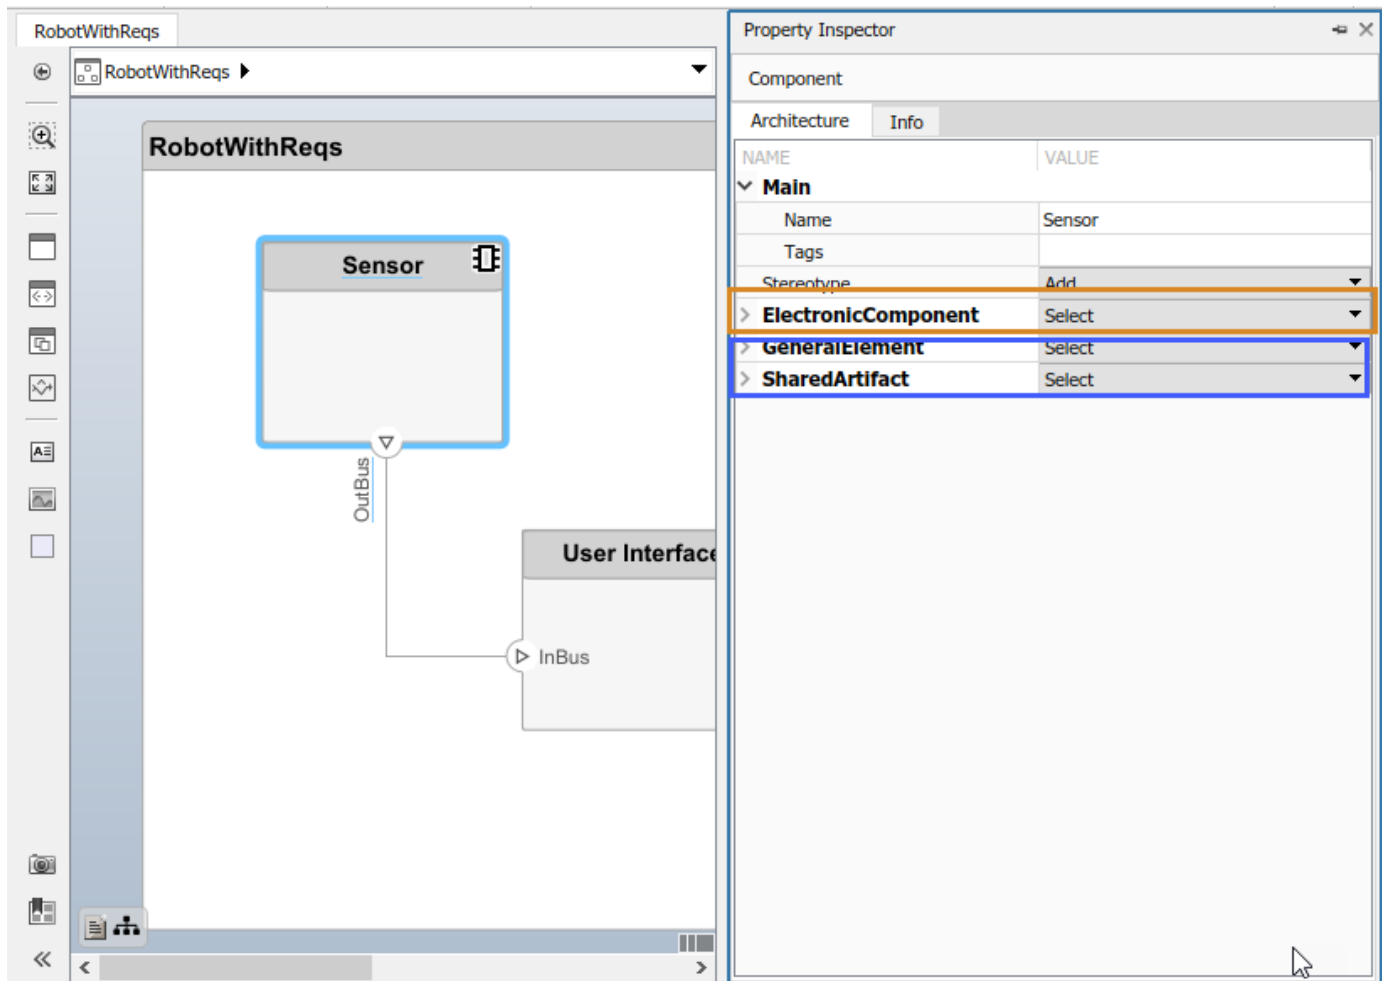 RobotWithReqs
RobotWithReqs
RobotWithReqs
Sensor
OutBus
User Interface
InBus
Property Inspector
Component
Architecture Info
NAME VALUE
Main
Name Sensor
Tags
Stereotype Add
ElectronicComponent Select
GeneralElement Select
SharedArtifact Select